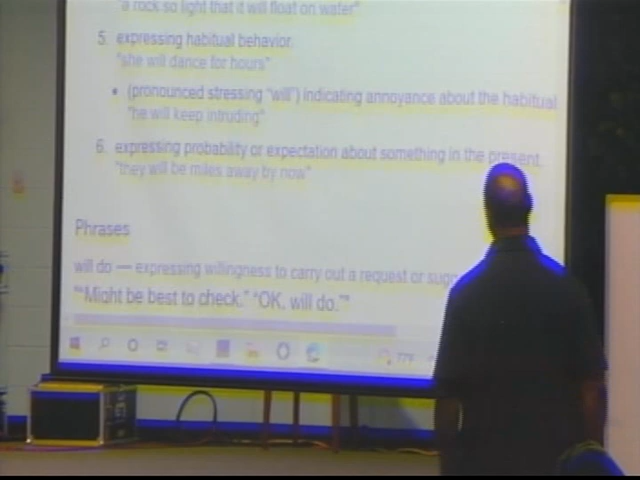 "a rock so light that it will float on water"
5. expressing habitual behavior.
"she will dance for hours"
• (pronounced stressing "will") indicating annoyance about the habitual
"he will keep intruding"
6. expressing probability or expectation about something in the present.
"they will be miles away by now"
Phrases
will do — expressing willingness to carry out a request or sugg
""Might be best to check." "OK, will do.""
77°F